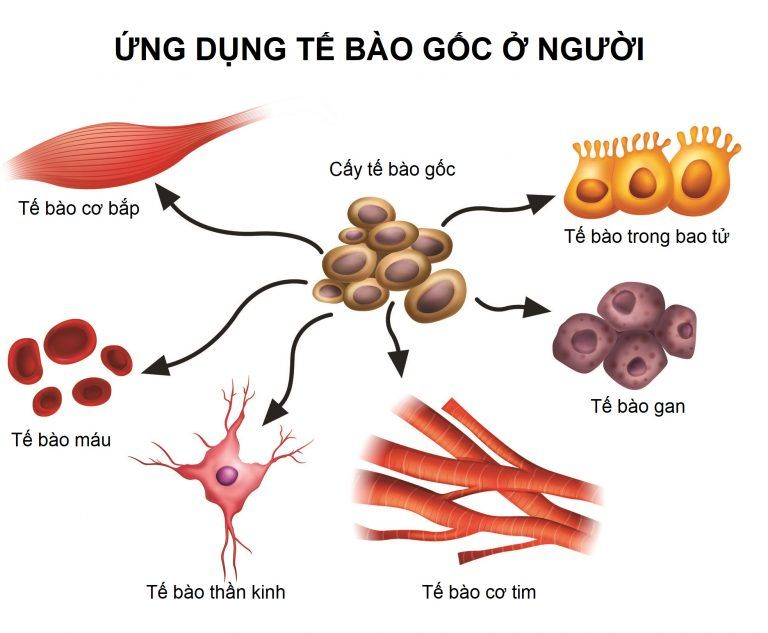 ỨNG DỤNG TẾ BÀO GỐC Ở NGƯỜI
Cấy tế bào gốc
Tế bào cơ bắp
Tế bào trong bao tử
Tế bào gan
Tế bào máu
Tế bào thần kinh
Tế bào cơ tim